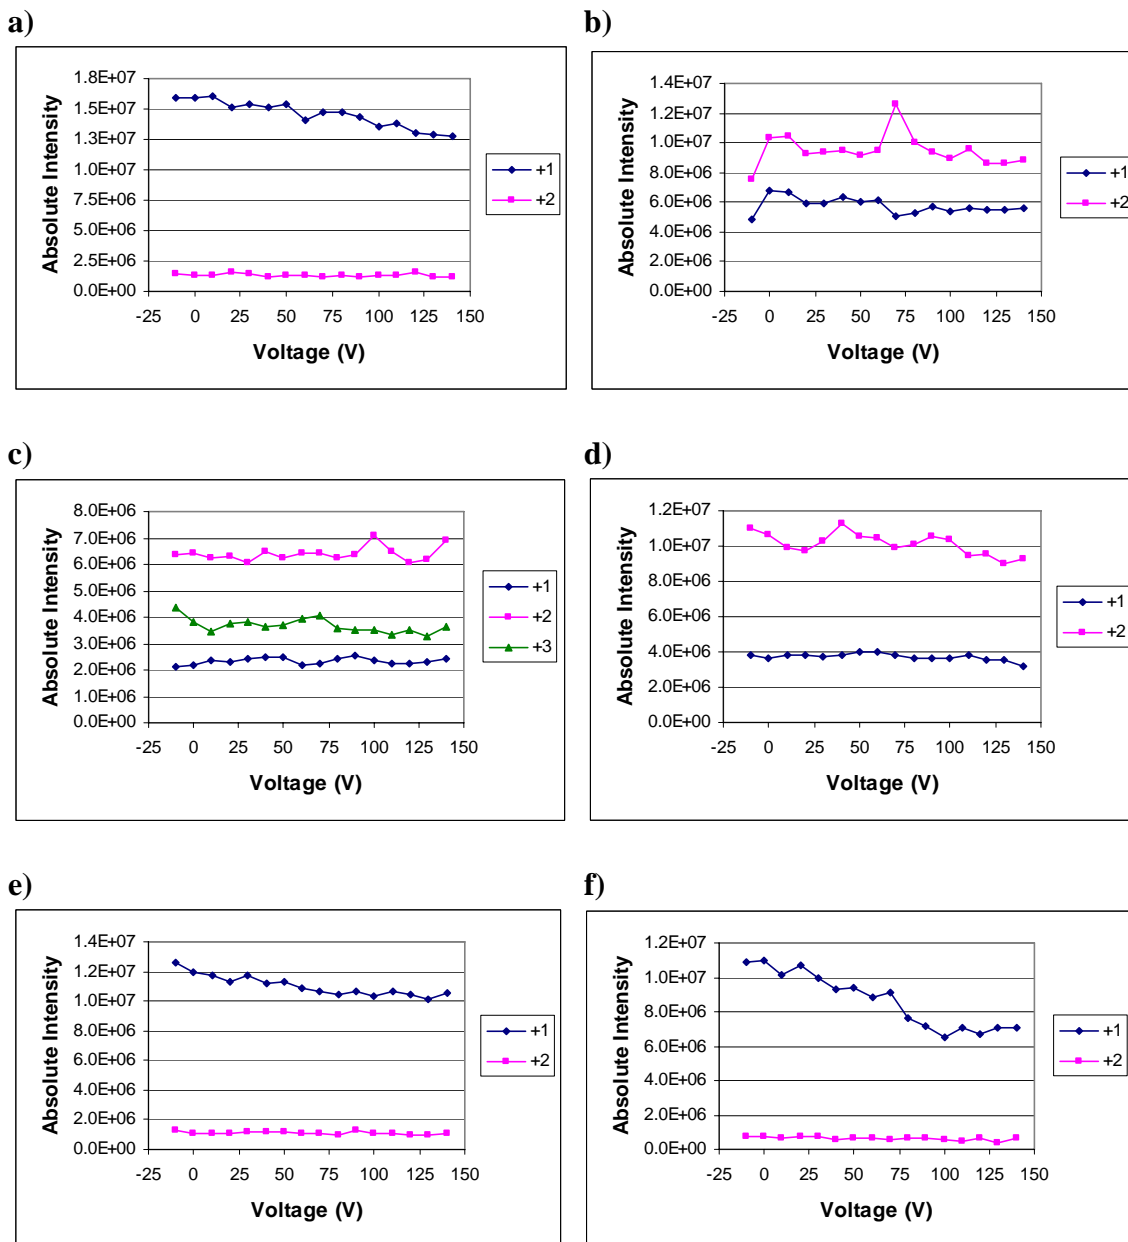 a)
1.8E+07
1.5E+07
1.3E+07
1.0E+07
7.5E+06
5.0E+06
2.5E+06
0.0E+00
-25 0 25 50 75 100 125 150
Absolute Intensity
Voltage (V)
+1
+2
b)
1.4E+07
1.2E+07
1.0E+07
8.0E+06
6.0E+06
4.0E+06
2.0E+06
0.0E+00
-25 0 25 50 75 100 125 150
Absolute Intensity
Voltage (V)
+1
+2
c)
8.0E+06
7.0E+06
6.0E+06
5.0E+06
4.0E+06
3.0E+06
2.0E+06
1.0E+06
0.0E+00
-25 0 25 50 75 100 125 150
Absolute Intensity
Voltage (V)
+1
+2
+3
d)
1.2E+07
1.0E+07
8.0E+06
6.0E+06
4.0E+06
2.0E+06
0.0E+00
-25 0 25 50 75 100 125 150
Absolute Intensity
Voltage (V)
+1
+2
e)
1.4E+07
1.2E+07
1.0E+07
8.0E+06
6.0E+06
4.0E+06
2.0E+06
0.0E+00
-25 0 25 50 75 100 125 150
Absolute Intensity
Voltage (V)
+1
+2
f)
1.2E+07
1.0E+07
8.0E+06
6.0E+06
4.0E+06
2.0E+06
0.0E+00
-25 0 25 50 75 100 125 150
Absolute Intensity
Voltage (V)
+1
+2